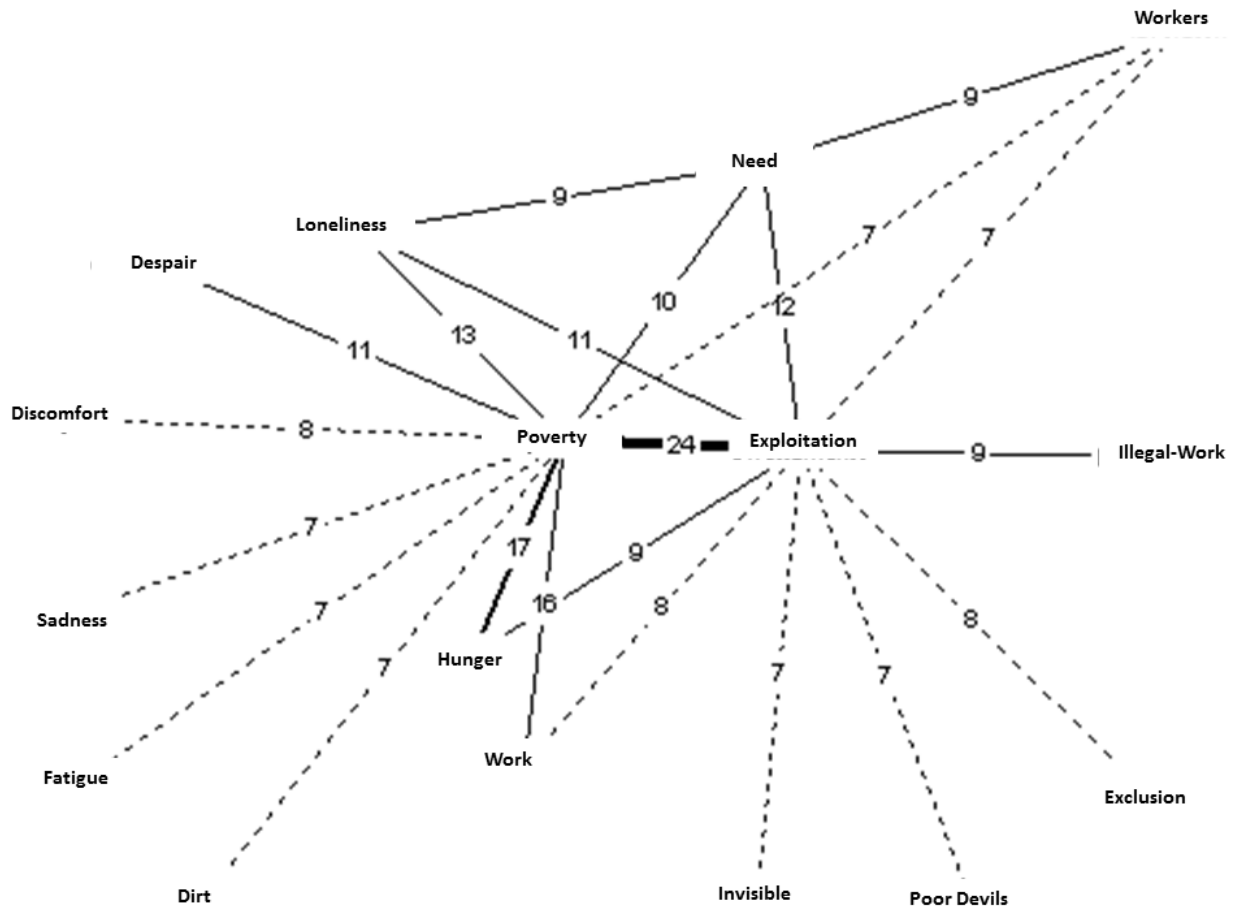 Workers
9
Need
9
Loneliness
7
7
Despair
10
12
13
11
11
Discomfort
8
Poverty
24
Exploitation
9
Illegal-Work
7
17
9
16
8
7
8
Sadness
Hunger
7
7
7
Work
Fatigue
Exclusion
Dirt
Invisible
Poor Devils